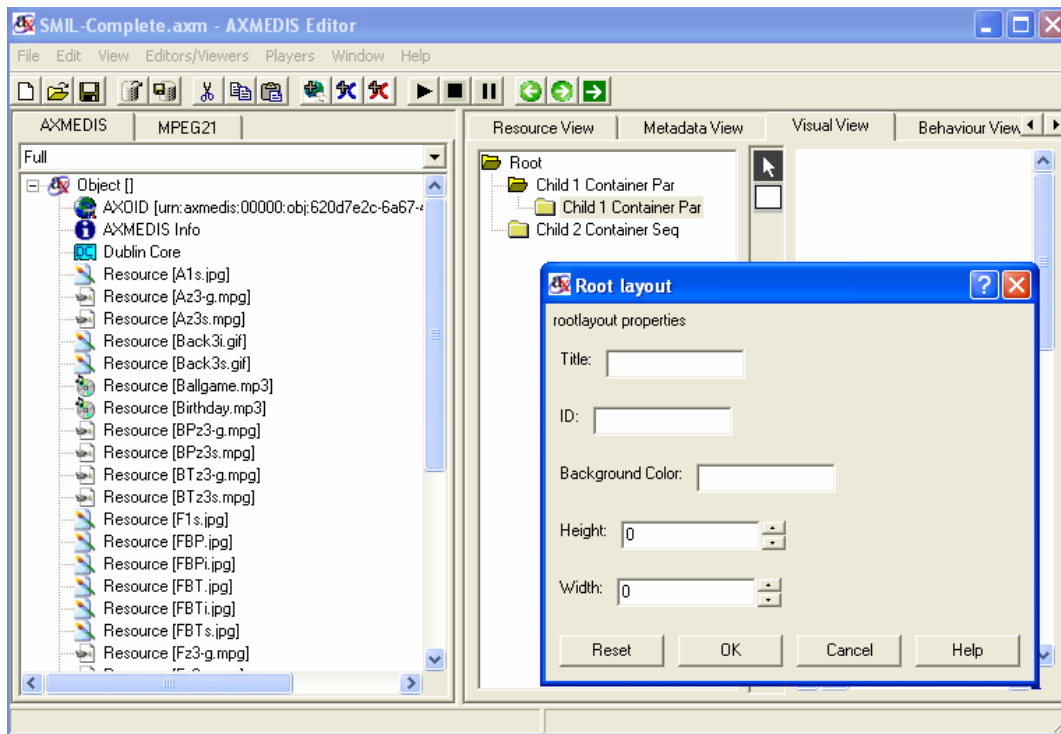 SMIL-Complete.axm - AXMEDIS Editor
File Edit View Editors/Viewers Players Window Help
AXMEDIS MPEG21
Full
Object []
AXOID [urn:axmedis:00000:obj:620d7e2c-6a67-
AXMEDIS Info
Dublin Core
Resource [A1s.jpg]
Resource [Az3-g.mpg]
Resource [Az3s.mpg]
Resource [Back3i.gif]
Resource [Back3s.gif]
Resource [Ballgame.mp3]
Resource [Birthday.mp3]
Resource [BPz3-g.mpg]
Resource [BPz3s.mpg]
Resource [BTz3-g.mpg]
Resource [BTz3s.mpg]
Resource [F1s.jpg]
Resource [FBP.jpg]
Resource [FBPi.jpg]
Resource [FBT.jpg]
Resource [FBTi.jpg]
Resource [FBTs.jpg]
Resource [Fz3-g.mpg]
Resource View Metadata View Visual View Behaviour View
Root
Child 1 Container Par
Child 1 Container Par
Child 2 Container Seq
Root layout
rootlayout properties
Title:
ID:
Background Color:
Height: 0
Width: 0
Reset OK Cancel Help